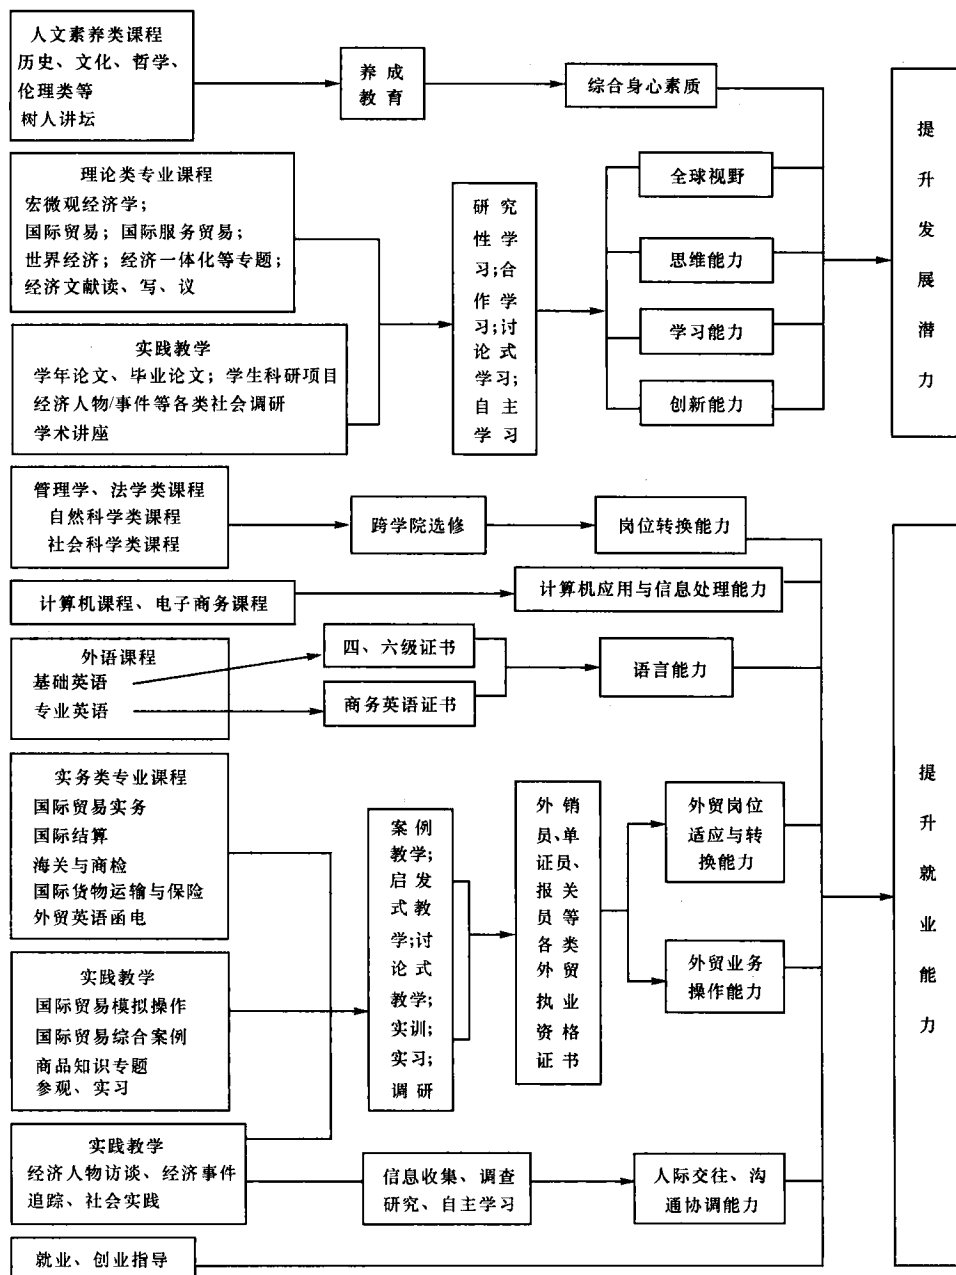 人文素养类课程
历史、文化、哲学、
伦理类等
树人讲坛
养成
教育
综合身心素质
理论类专业课程
宏微观经济学；
国际贸易；国际服务贸易；
世界经济；经济一体化等专题；
经济文献读、写、议
实践教学
学年论文、毕业论文；学生科研项目
经济人物/事件等各类社会调研
学术讲座
研究
性学
习；合
作学
习；讨
论式
学习；
自主
学习
全球视野
思维能力
学习能力
创新能力
提
升
发
展
潜
力
管理学、法学类课程
自然科学类课程
社会科学类课程
跨学院选修
岗位转换能力
计算机课程、电子商务课程
计算机应用与信息处理能力
外语课程
基础英语
专业英语
四、六级证书
商务英语证书
语言能力
实务类专业课程
国际贸易实务
国际结算
海关与商检
国际货物运输与保险
外贸英语函电
实践教学
国际贸易模拟操作
国际贸易综合案例
商品知识专题
参观、实习
案例
教学；
启发
式教
学；讨
论式
教学；
实训；
实习；
调研
外销
员、单
证员、
报关
员等
各类
外贸
执业
资格
证书
外贸岗位
适应与转
换能力
外贸业务
操作能力
实践教学
经济人物访谈、经济事件
追踪、社会实践
信息收集、调查
研究、自主学习
人际交往、沟
通协调能力
就业、创业指导
提
升
就
业
能
力